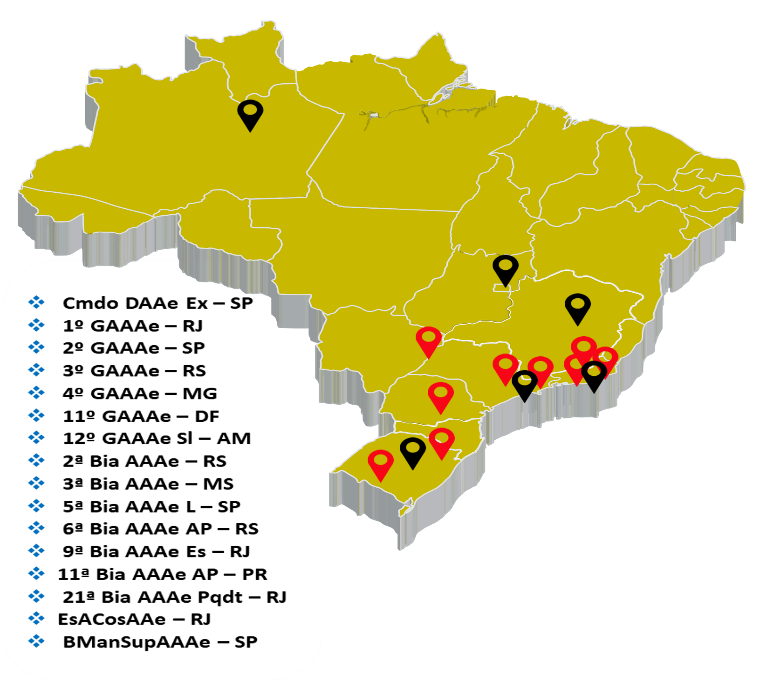 Cmdo DAAe Ex – SP
1º GAAAe – RJ
2º GAAAe – SP
3º GAAAe – RS
4º GAAAe – MG
11º GAAAe – DF
12º GAAAe Sl – AM
2ª Bia AAAe – RS
3ª Bia AAAe – MS
5ª Bia AAAe L – SP
6ª Bia AAAe AP – RS
9ª Bia AAAe Es – RJ
11ª Bia AAAe AP – PR
21ª Bia AAAe Pqdt – RJ
EsACosAAe – RJ
BManSupAAAe – SP